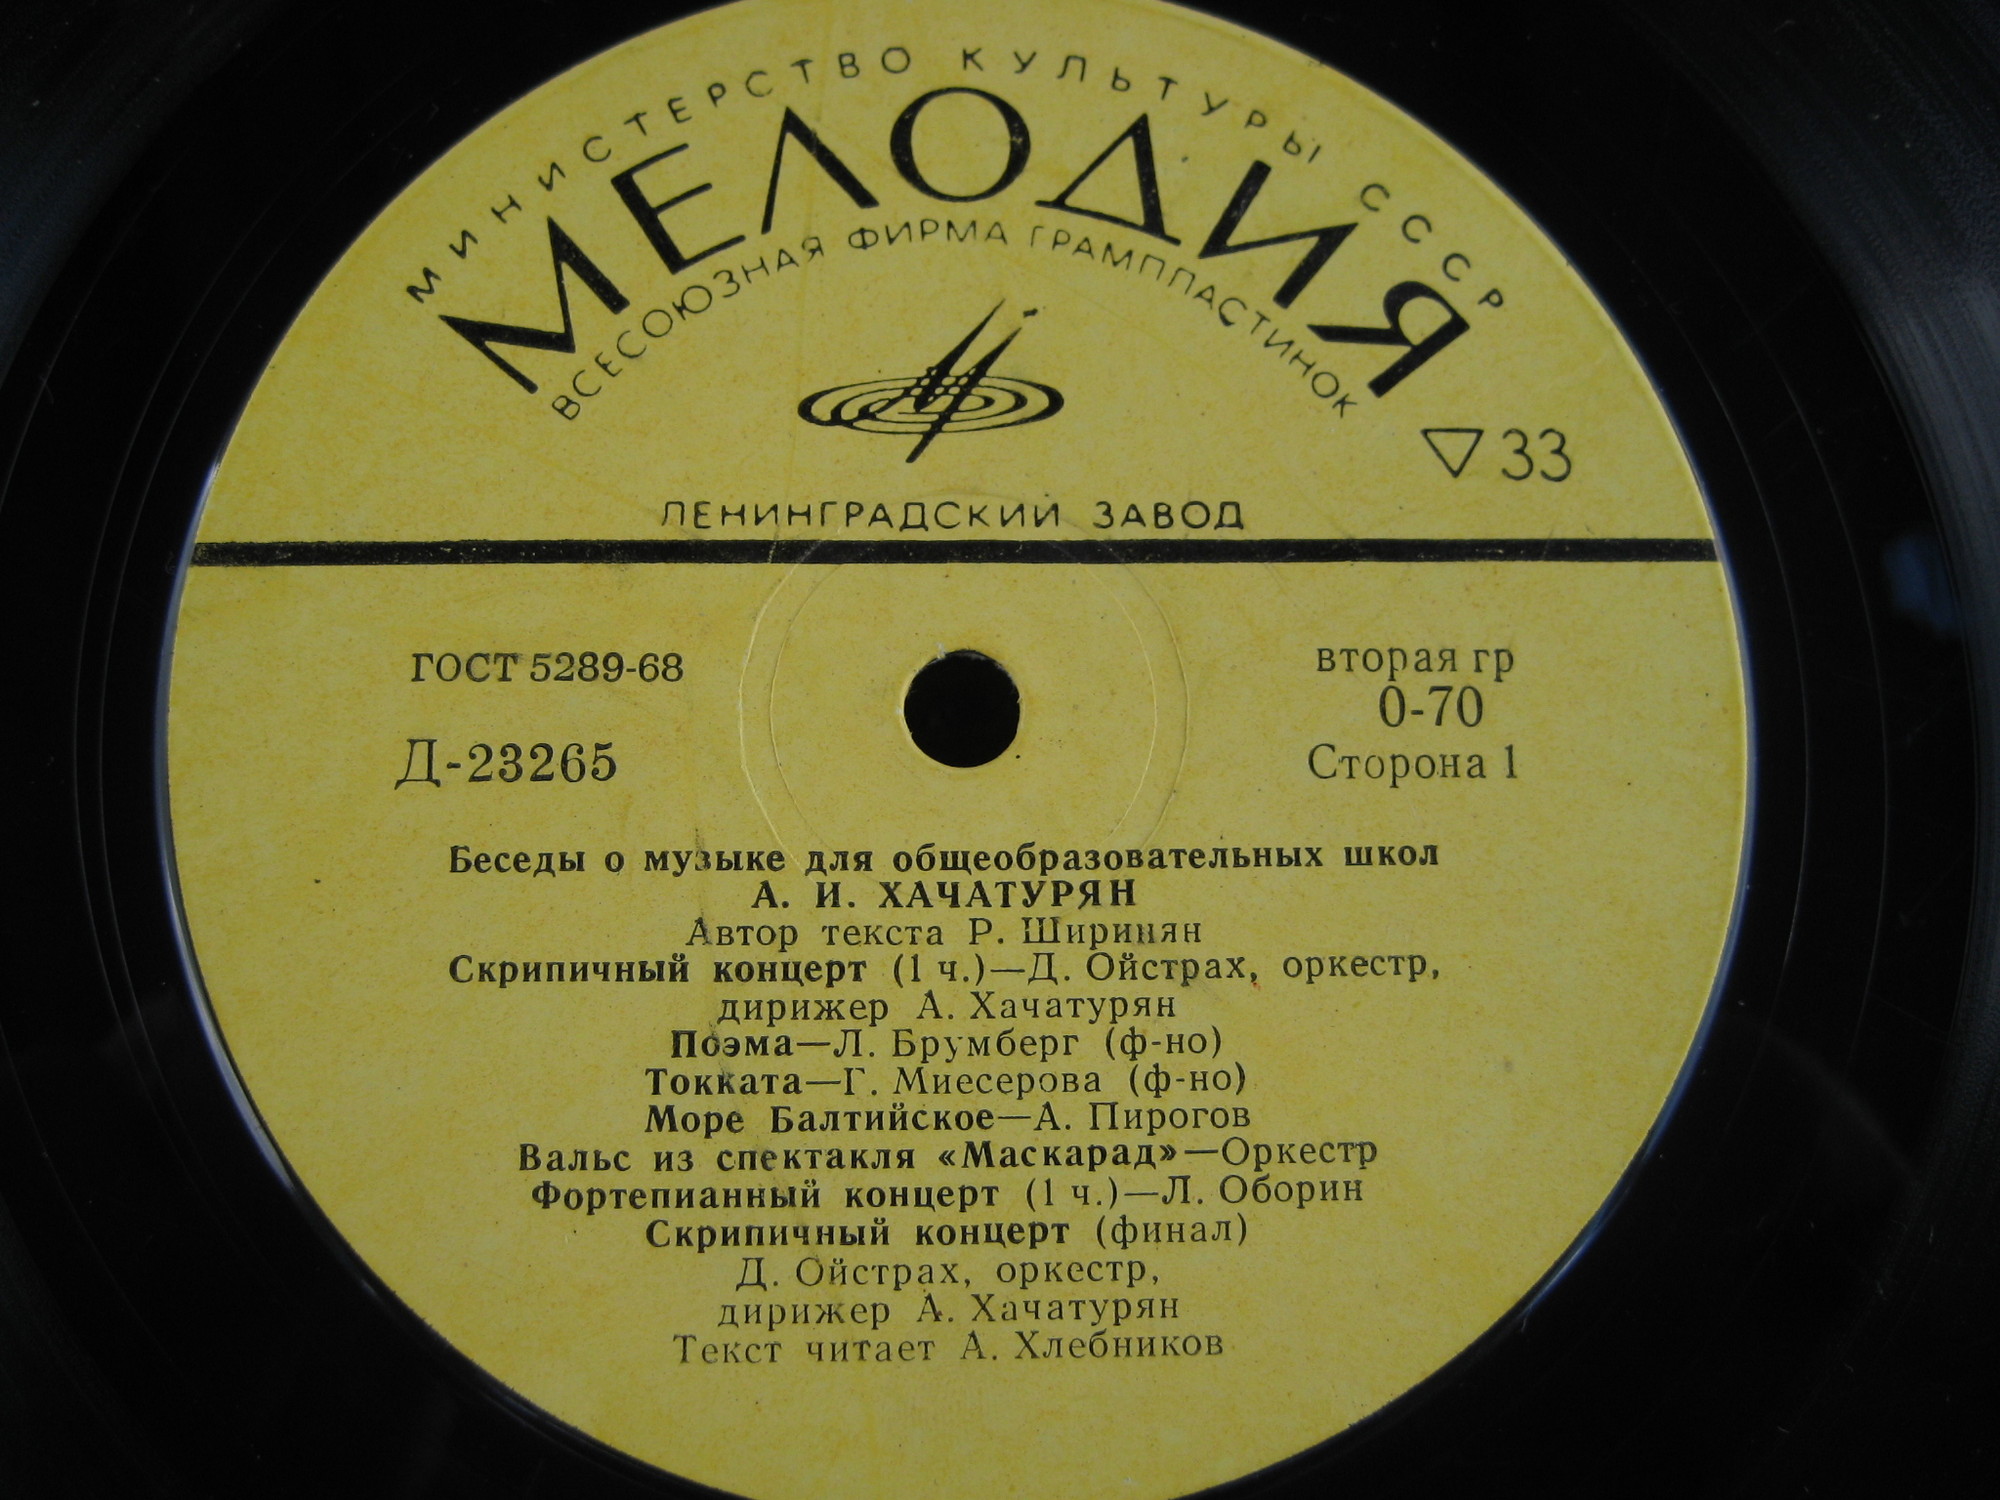 МИНИСТЕРСТВО КУЛЬТУРЫ СССР
МЕЛОДИЯ
ВСЕСОЮЗНАЯ ФИРМА ГРАМПЛАСТИНОК
33
ЛЕНИНГРАДСКИЙ ЗАВОД
ГОСТ 5289-68
вторая гр
0-70
Д-23265
Сторона 1
Беседы о музыке для общеобразовательных школ
А. И. ХАЧАТУРЯН
Автор текста Р. Ширинян
Скрипичный концерт (1 ч.)—Д. Ойстрах, оркестр,
дирижер А. Хачатурян
Поэма—Л. Брумберг (ф-но)
Токката—Г. Миесерова (ф-но)
Море Балтийское—А. Пирогов
Вальс из спектакля «Маскарад»—Оркестр
Фортепианный концерт (1 ч.)—Л. Оборин
Скрипичный концерт (финал)
Д. Ойстрах, оркестр,
дирижер А. Хачатурян
Текст читает А. Хлебников